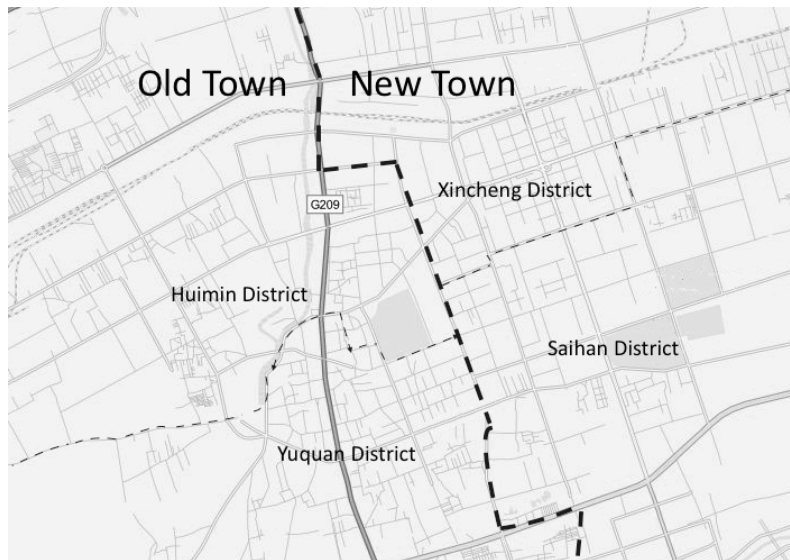 Old Town
New Town
Xincheng District
G209
Huimin District
Saihan District
Yuquan District